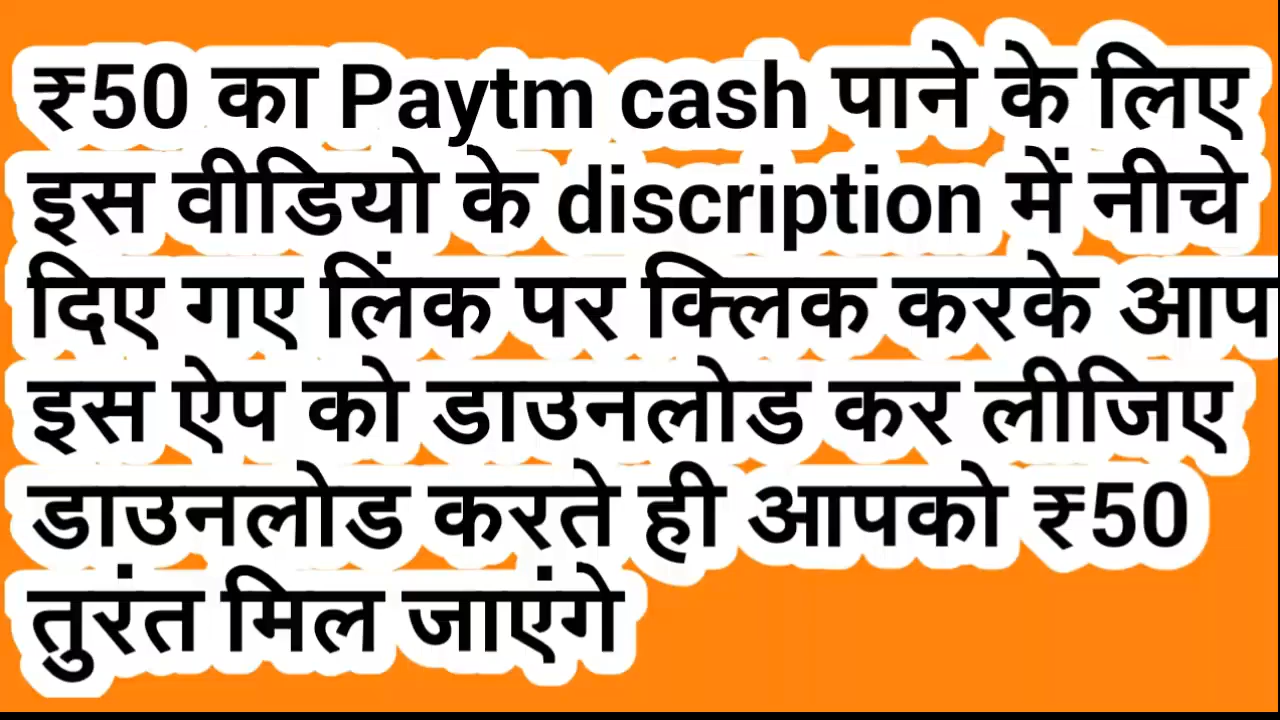 ₹50 का Paytm cash पाने के लिए
इस वीडियो के discription में नीचे
दिए गए लिंक पर क्लिक करके आप
इस ऐप को डाउनलोड कर लीजिए
डाउनलोड करते ही आपको ₹50
तुरंत मिल जाएंगे